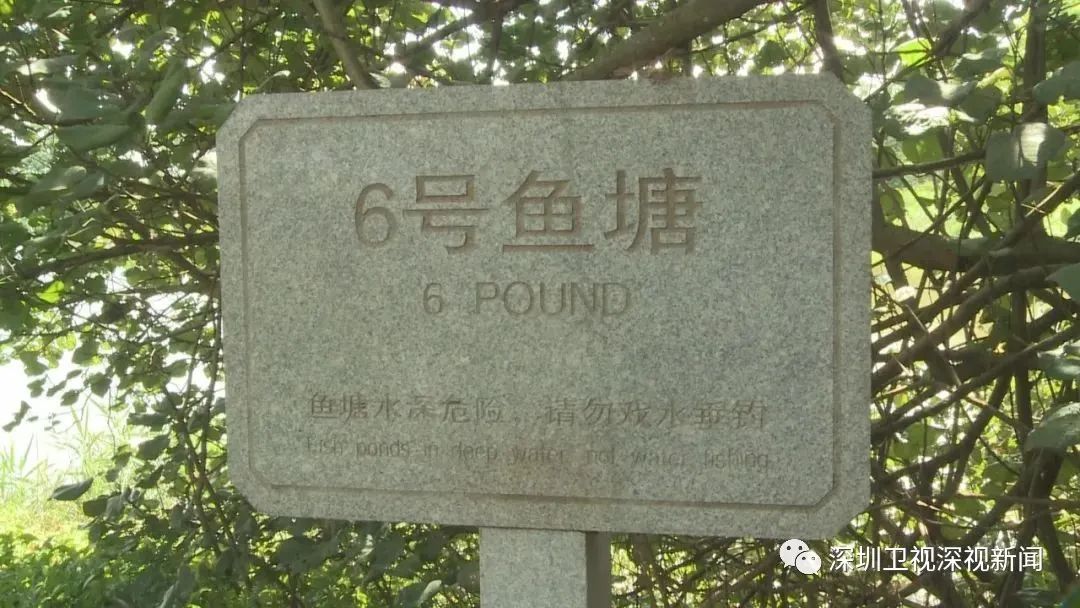 6号鱼塘
6 POUND
鱼塘水深危险 请勿戏水垂钓
Fish ponds in deep water, not water fishing
深圳卫视深视新闻